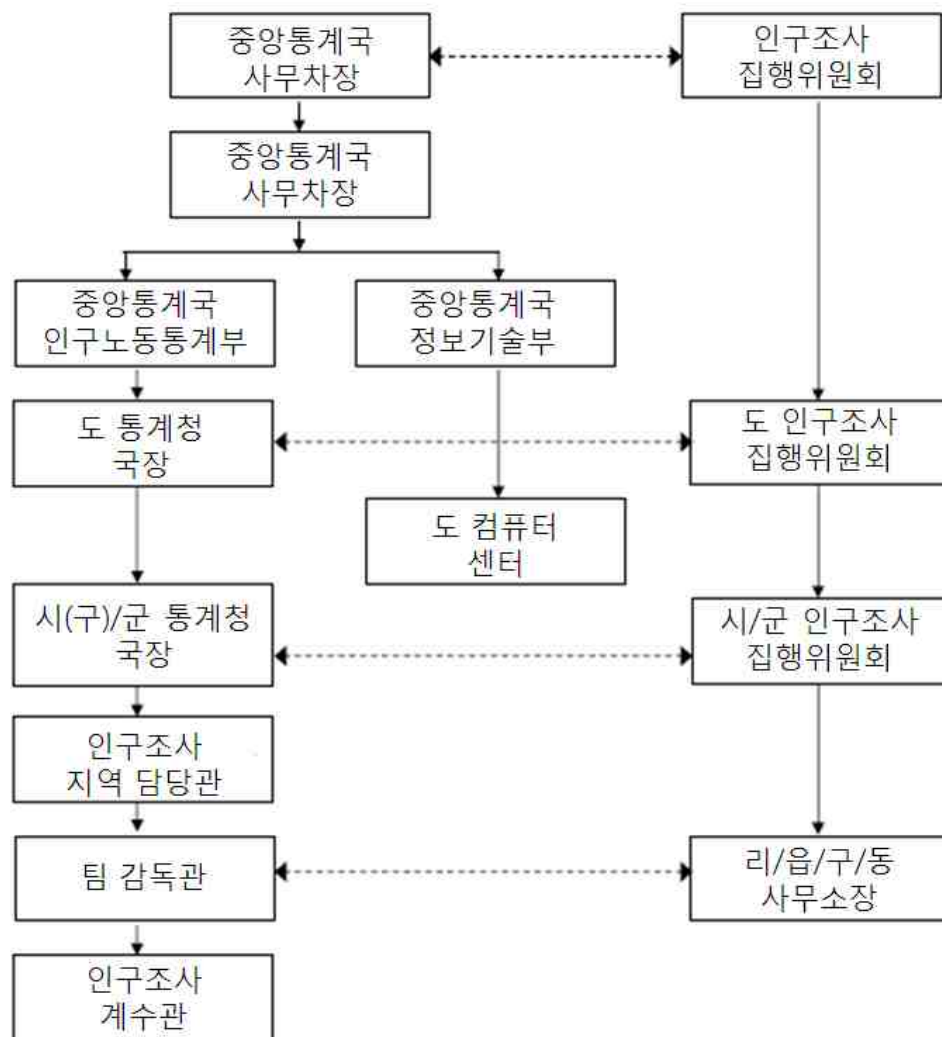 중앙통계국
사무차장
인구조사
집행위원회
중앙통계국
사무차장
중앙통계국
인구노동통계부
중앙통계국
정보기술부
도 통계청
국장
도 인구조사
집행위원회
도 컴퓨터
센터
시(구)/군 통계청
국장
시/군 인구조사
집행위원회
인구조사
지역 담당관
팀 감독관
리/읍/구/동
사무소장
인구조사
계수관